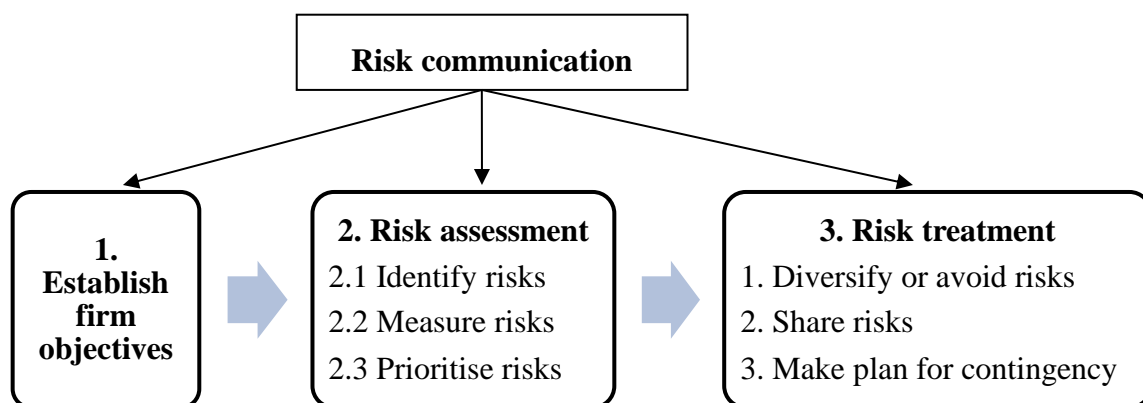 Risk communication
1.
Establish
firm
objectives
2. Risk assessment
2.1 Identify risks
2.2 Measure risks
2.3 Prioritise risks
3. Risk treatment
1. Diversify or avoid risks
2. Share risks
3. Make plan for contingency